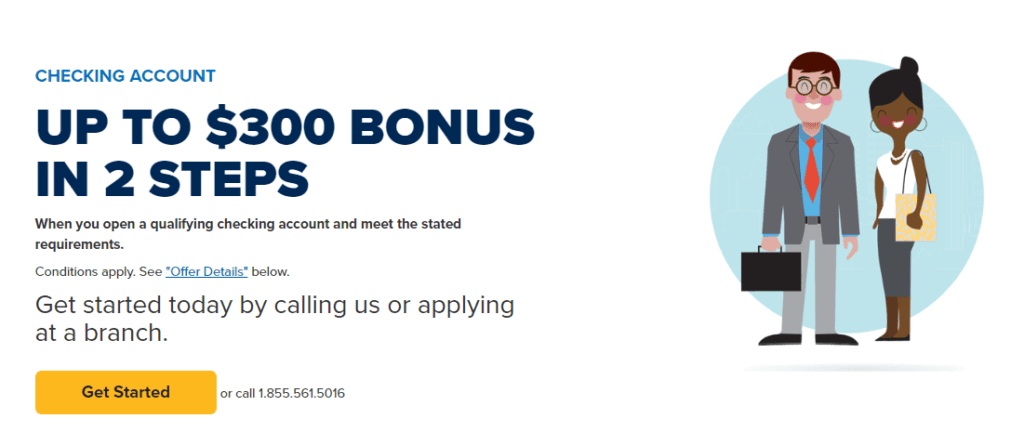 CHECKING ACCOUNT
UP TO $300 BONUS
IN 2 STEPS
When you open a qualifying checking account and meet the stated
requirements.
Conditions apply. See "Offer Details" below.
Get started today by calling us or applying
at a branch.
Get Started or call 1.855.561.5016